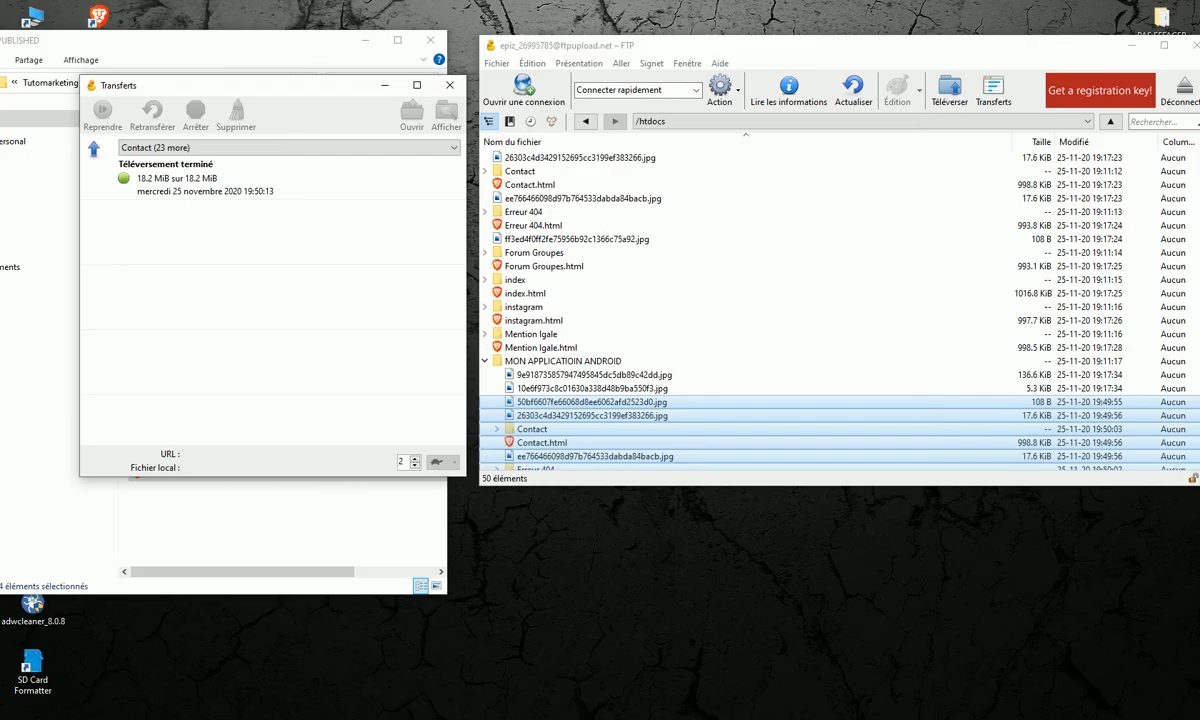 PUBLISHED
Partage Affichage
« Tutomarketing
ersonal
ments
4 éléments sélectionnés
adwcleaner_8.0.8
SD Card
Formatter
Transferts
Reprendre Retransférer Arrêter Supprimer Ouvrir Afficher
Contact (23 more)
Téléversement terminé
18.2 MiB sur 18.2 MiB
mercredi 25 novembre 2020 19:50:13
URL :
Fichier local :
2
epiz_26995785@ftpupload.net – FTP
Fichier Édition Présentation Aller Signet Fenêtre Aide
Ouvrir une connexion Connecter rapidement Action Lire les informations Actualiser Édition Téléverser Transferts Get a registration key! Déconnec
/htdocs Rechercher...
Nom du fichier Taille Modifié Colum...
26303c4d3429152695cc3199ef383266.jpg 17.6 KiB 25-11-20 19:17:23 Aucun
Contact -- 25-11-20 19:11:12 Aucun
Contact.html 998.8 KiB 25-11-20 19:17:23 Aucun
ee766466098d97b764533dabda84bacb.jpg 17.6 KiB 25-11-20 19:17:23 Aucun
Erreur 404 -- 25-11-20 19:11:13 Aucun
Erreur 404.html 993.8 KiB 25-11-20 19:17:24 Aucun
ff3ed4f0ff2fe75956b92c1366c75a92.jpg 108 B 25-11-20 19:17:24 Aucun
Forum Groupes -- 25-11-20 19:11:14 Aucun
Forum Groupes.html 993.1 KiB 25-11-20 19:17:25 Aucun
index -- 25-11-20 19:11:15 Aucun
index.html 1016.8 KiB 25-11-20 19:17:25 Aucun
instagram -- 25-11-20 19:11:16 Aucun
instagram.html 997.7 KiB 25-11-20 19:17:26 Aucun
Mention lgale -- 25-11-20 19:11:16 Aucun
Mention lgale.html 998.5 KiB 25-11-20 19:17:28 Aucun
MON APPLICATIOIN ANDROID -- 25-11-20 19:11:17 Aucun
9e918735857947495845dc5db89c42dd.jpg 136.6 KiB 25-11-20 19:17:34 Aucun
10e6f973c8c01630a338d48b9ba550f3.jpg 5.3 KiB 25-11-20 19:17:34 Aucun
50bf6607fe66068d8ee6062afd2523d0.jpg 108 B 25-11-20 19:49:55 Aucun
26303c4d3429152695cc3199ef383266.jpg 17.6 KiB 25-11-20 19:49:56 Aucun
Contact -- 25-11-20 19:50:03 Aucun
Contact.html 998.8 KiB 25-11-20 19:49:56 Aucun
ee766466098d97b764533dabda84bacb.jpg 17.6 KiB 25-11-20 19:49:56 Aucun
Erreur 404 -- 25-11-20 19:50:02 Aucun
50 éléments